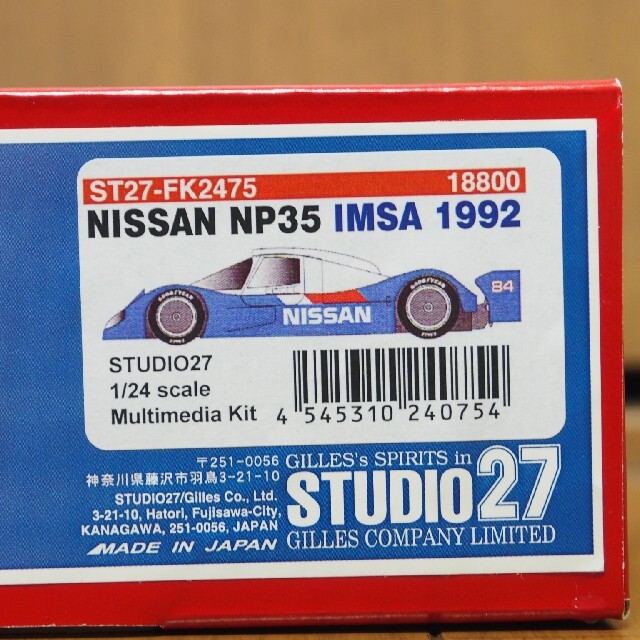 ST27-FK2475 18800
NISSAN NP35 IMSA 1992
84
GOODYEAR GOODYEAR
NISSAN
STUDIO27
1/24 scale
Multimedia Kit
4 545310 240754
〒251-0056
神奈川県藤沢市羽鳥3-21-10
STUDIO27/Gilles Co., Ltd.
3-21-10, Hatori, Fujisawa-City,
KANAGAWA, 251-0056, JAPAN
MADE IN JAPAN
GILLES's SPIRITS in
STUDIO27
GILLES COMPANY LIMITED